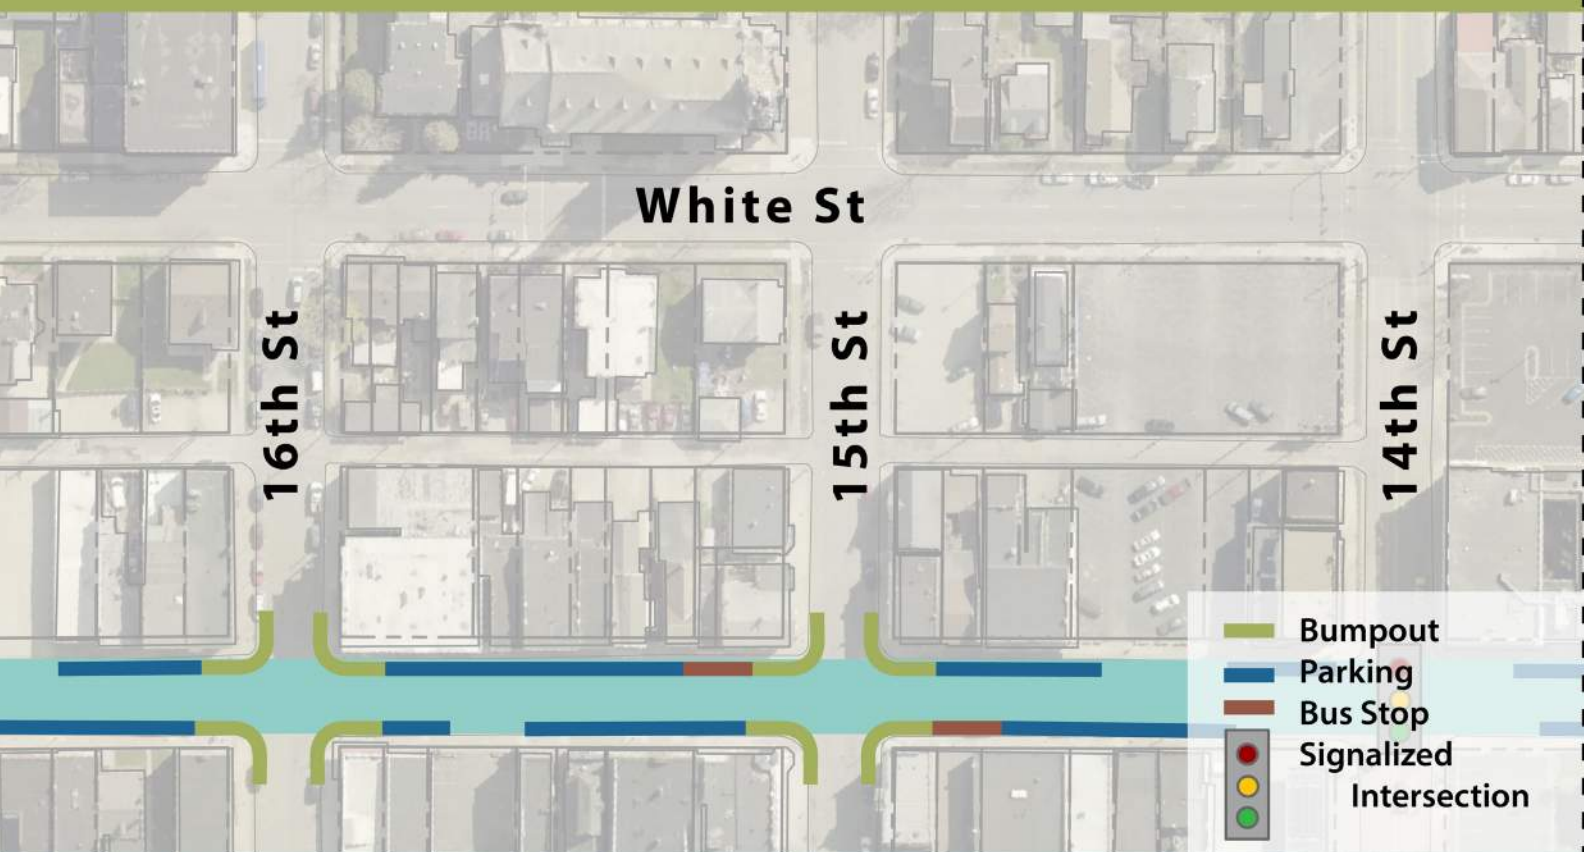 White St
16th St
15th St
14th St
Bumpout
Parking
Bus Stop
Signalized
Intersection